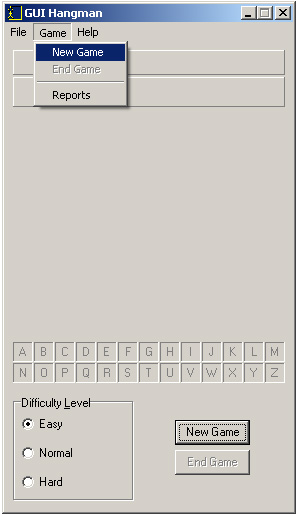 GUI Hangman
File Game Help
New Game
End Game
Reports
A B C D E F G H I J K L M
N O P Q R S T U V W X Y Z
Difficulty Level
Easy
Normal
Hard
New Game
End Game